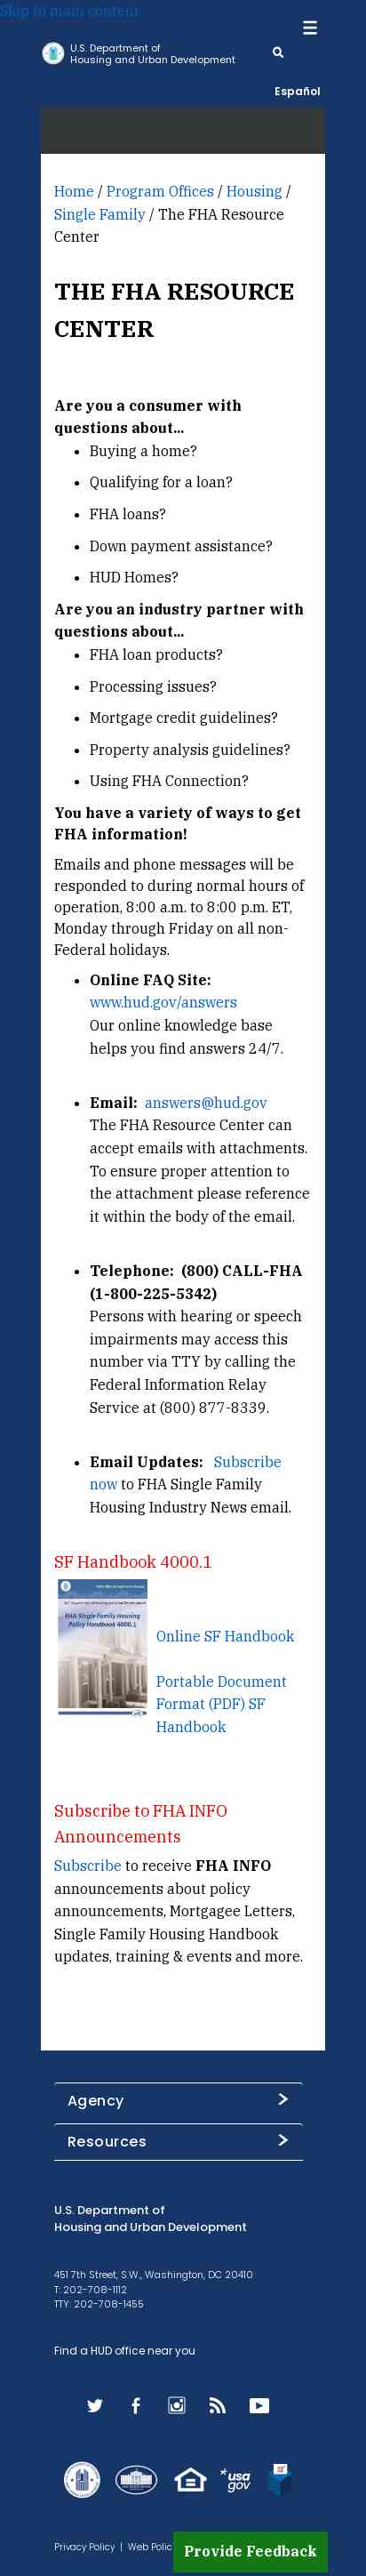 Skip to main content
U.S. Department of
Housing and Urban Development
Español
Home / Program Offices / Housing /
Single Family / The FHA Resource
Center
THE FHA RESOURCE
CENTER
Are you a consumer with
questions about...
Buying a home?
Qualifying for a loan?
FHA loans?
Down payment assistance?
HUD Homes?
Are you an industry partner with
questions about...
FHA loan products?
Processing issues?
Mortgage credit guidelines?
Property analysis guidelines?
Using FHA Connection?
You have a variety of ways to get
FHA information!
Emails and phone messages will be
responded to during normal hours of
operation, 8:00 a.m. to 8:00 p.m. ET,
Monday through Friday on all non-
Federal holidays.
Online FAQ Site:
www.hud.gov/answers
Our online knowledge base
helps you find answers 24/7.
Email: answers@hud.gov
The FHA Resource Center can
accept emails with attachments.
To ensure proper attention to
the attachment please reference
it within the body of the email.
Telephone: (800) CALL-FHA
(1-800-225-5342)
Persons with hearing or speech
impairments may access this
number via TTY by calling the
Federal Information Relay
Service at (800) 877-8339.
Email Updates: Subscribe
now to FHA Single Family
Housing Industry News email.
SF Handbook 4000.1
FHA Single Family Housing
Policy Handbook 4000.1
Online SF Handbook
Portable Document
Format (PDF) SF
Handbook
Subscribe to FHA INFO
Announcements
Subscribe to receive FHA INFO
announcements about policy
announcements, Mortgagee Letters,
Single Family Housing Handbook
updates, training & events and more.
Agency
Resources
U.S. Department of
Housing and Urban Development
451 7th Street, S.W., Washington, DC 20410
T: 202-708-1112
TTY: 202-708-1455
Find a HUD office near you
usa
gov
Privacy Policy | Web Polic
Provide Feedback